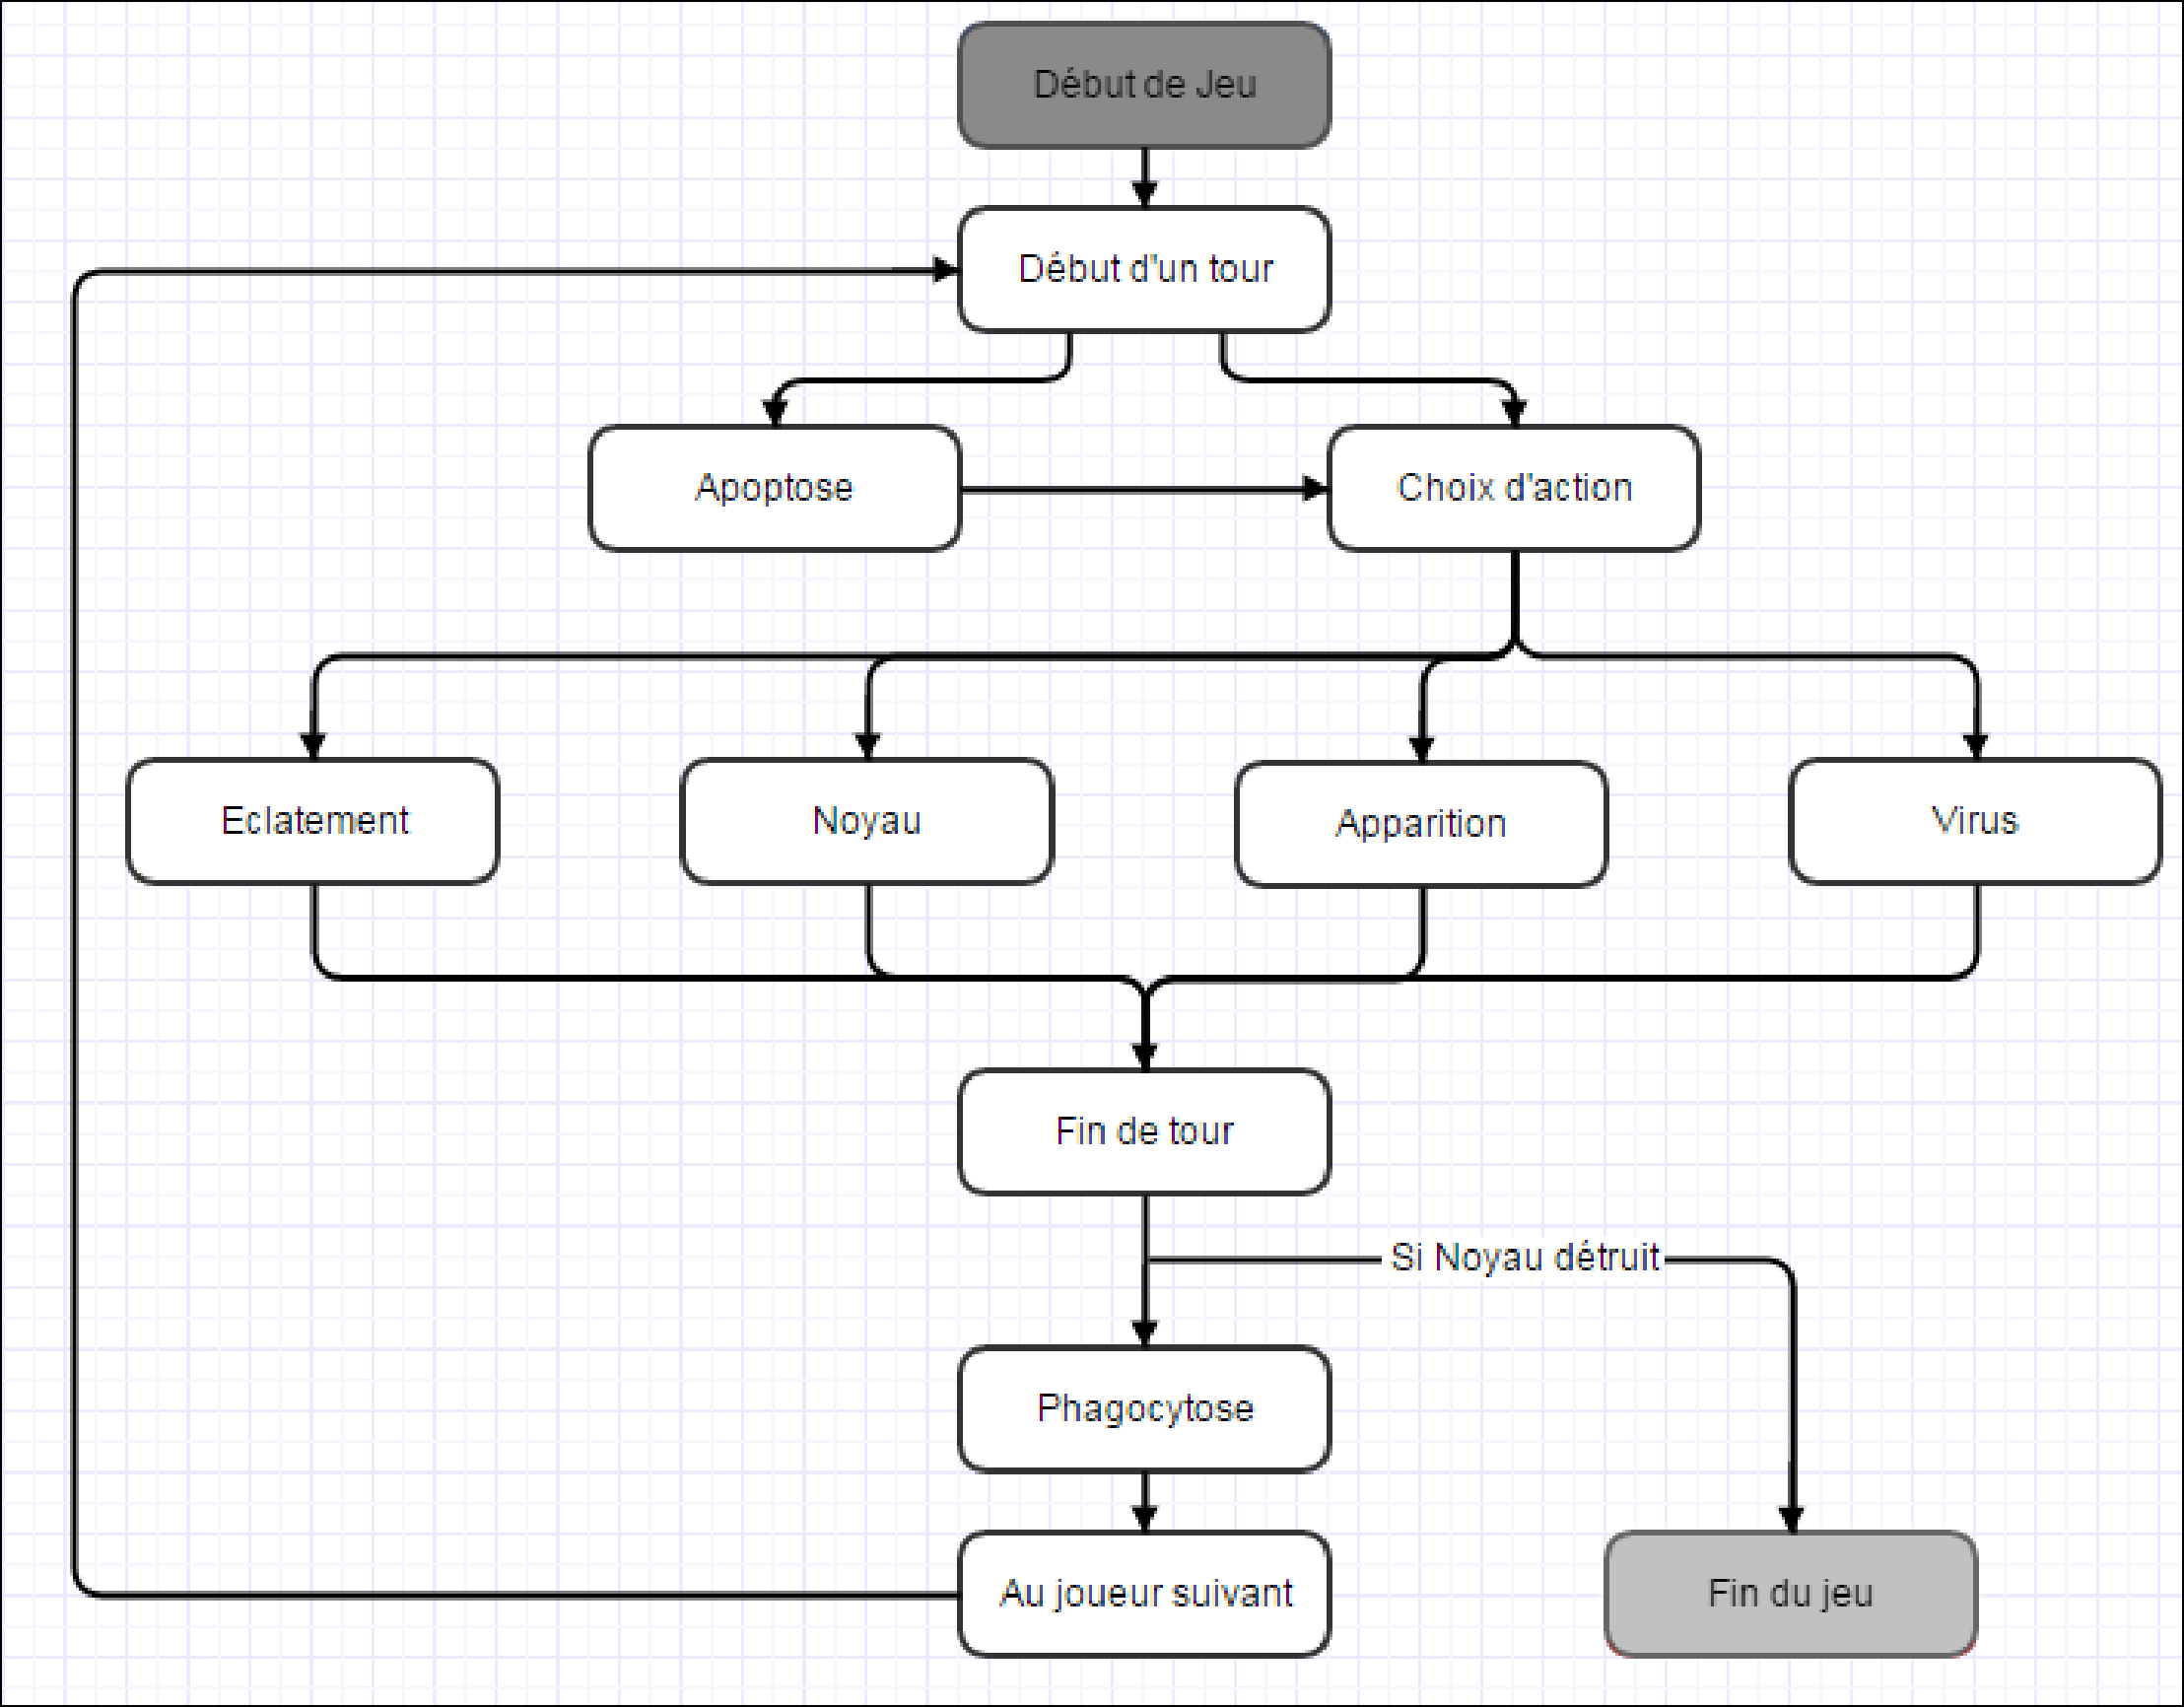 Début de Jeu
Début d'un tour
Apoptose
Choix d'action
Eclatement
Noyau
Apparition
Virus
Fin de tour
Si Noyau détruit
Phagocytose
Au joueur suivant
Fin du jeu